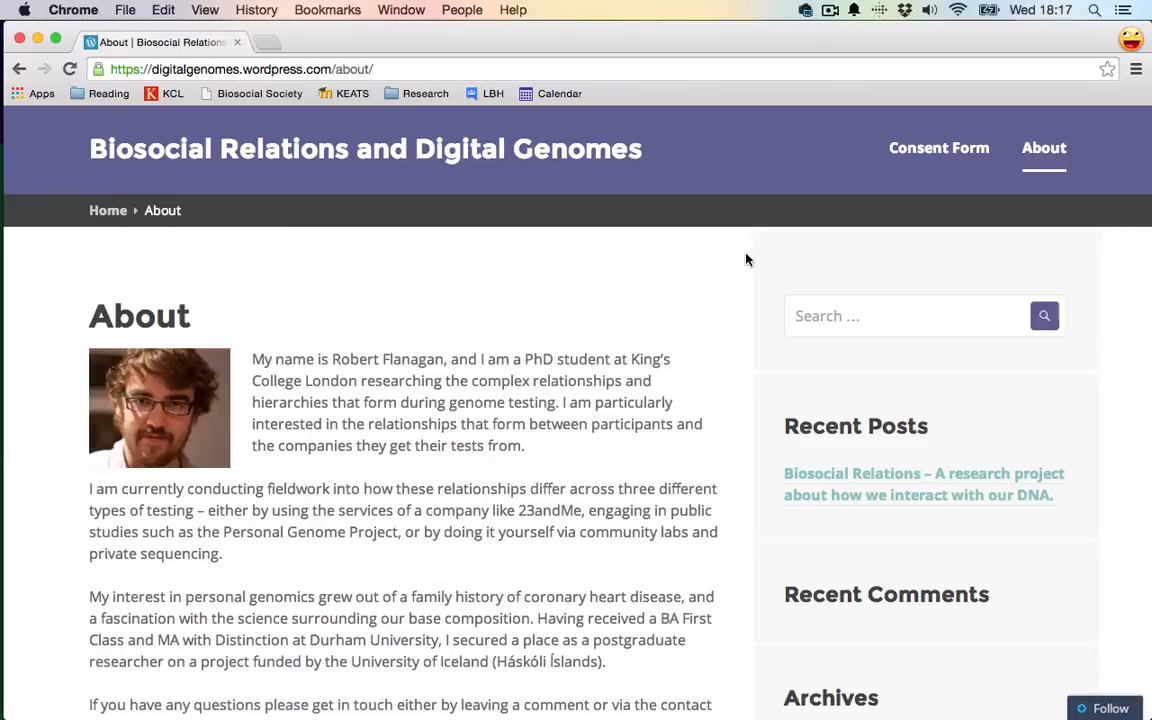 Chrome File Edit View History Bookmarks Window People Help Wed 18:17
About | Biosocial Relations
https://digitalgenomes.wordpress.com/about/
Apps Reading KCL Biosocial Society KEATS Research LBH Calendar
Biosocial Relations and Digital Genomes
Consent Form About
Home About
About
My name is Robert Flanagan, and I am a PhD student at King’s
College London researching the complex relationships and
hierarchies that form during genome testing. I am particularly
interested in the relationships that form between participants and
the companies they get their tests from.
I am currently conducting fieldwork into how these relationships differ across three different
types of testing – either by using the services of a company like 23andMe, engaging in public
studies such as the Personal Genome Project, or by doing it yourself via community labs and
private sequencing.
My interest in personal genomics grew out of a family history of coronary heart disease, and
a fascination with the science surrounding our base composition. Having received a BA First
Class and MA with Distinction at Durham University, I secured a place as a postgraduate
researcher on a project funded by the University of Iceland (Háskóli Íslands).
If you have any questions please get in touch either by leaving a comment or via the contact
Search ...
Recent Posts
Biosocial Relations – A research project
about how we interact with our DNA.
Recent Comments
Archives
Follow